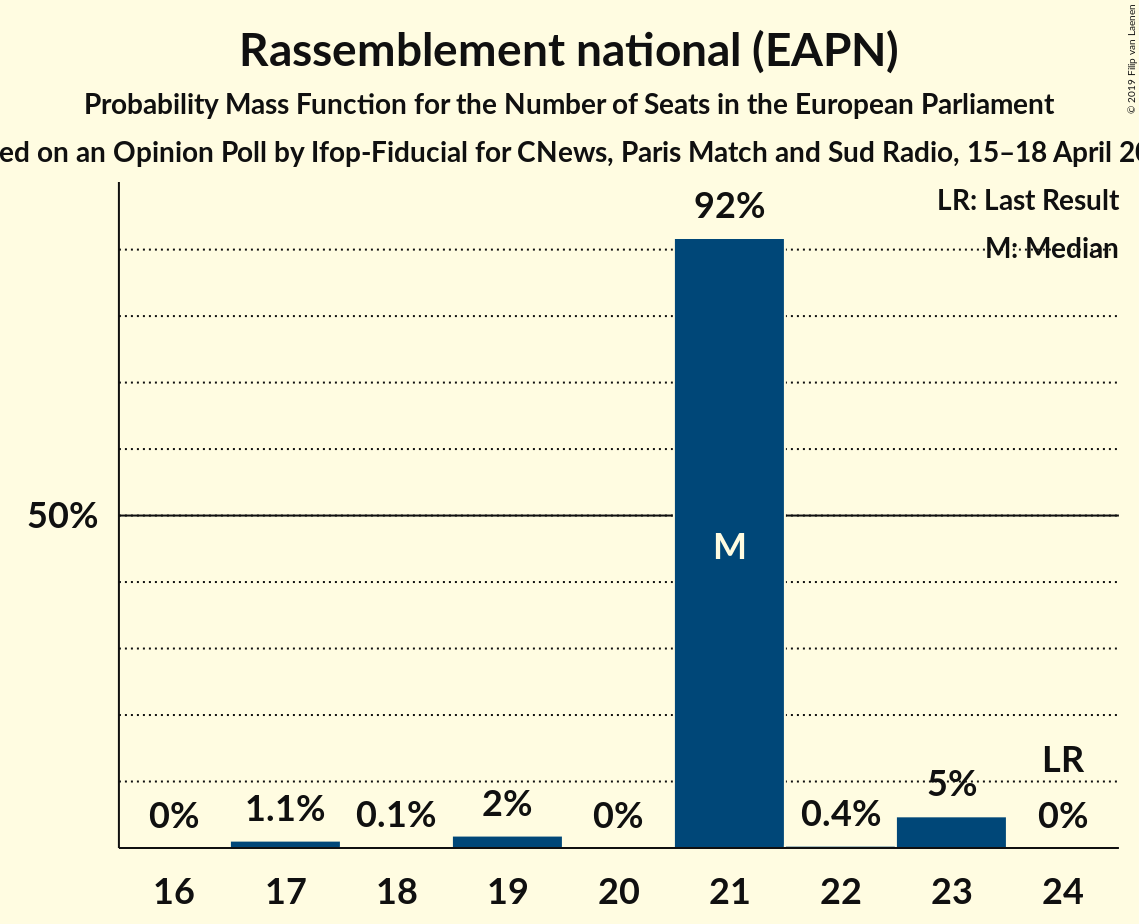 Rassemblement national (EAPN)
Probability Mass Function for the Number of Seats in the European Parliament
on an Opinion Poll by Ifop-Fiducial for CNews, Paris Match and Sud Radio, 15–18 April
© 2019 Filip van Laenen
LR: Last Result
M: Median
92%
50%
M
LR
0%
1.1%
0.1%
2%
0%
0.4%
5%
0%
16 17 18 19 20 21 22 23 24